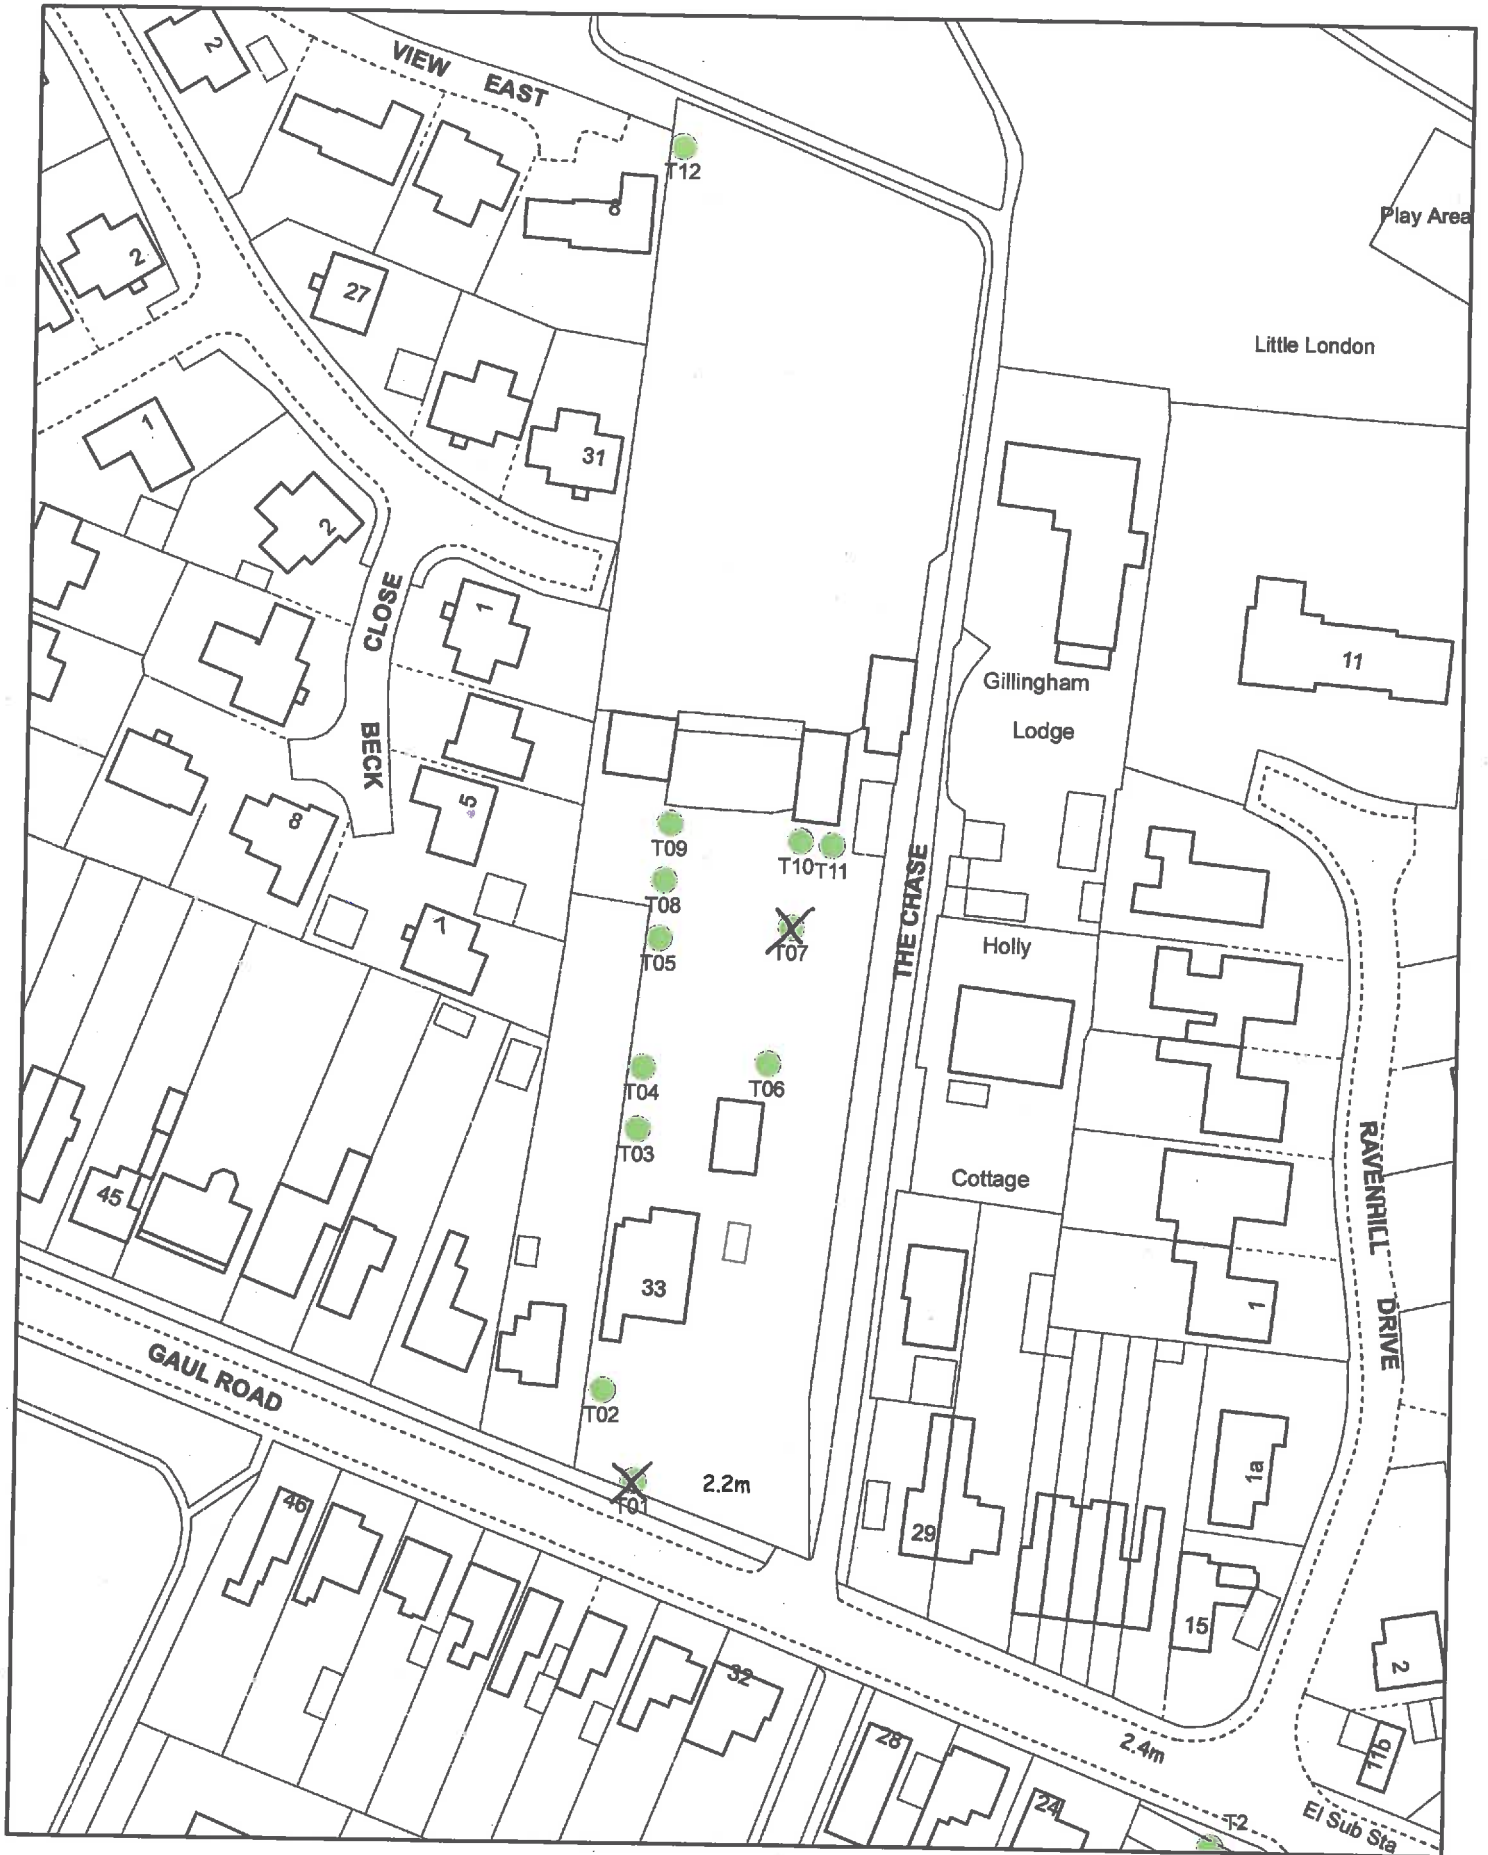 2
VIEW EAST
T12
8
Play Area
2
27
Little London
1
31
2
CLOSE
1
11
Gillingham
Lodge
BECK
5
8
T09
T10
T11
T08
THE CHASE
7
T05
T07
Holly
T04
T06
T03
RAVENHILL DRIVE
Cottage
45
33
1
GAUL ROAD
T02
1a
2.2m
T01
46
29
15
2
32
28
2.4m
11b
24
T-2
El Sub Sta